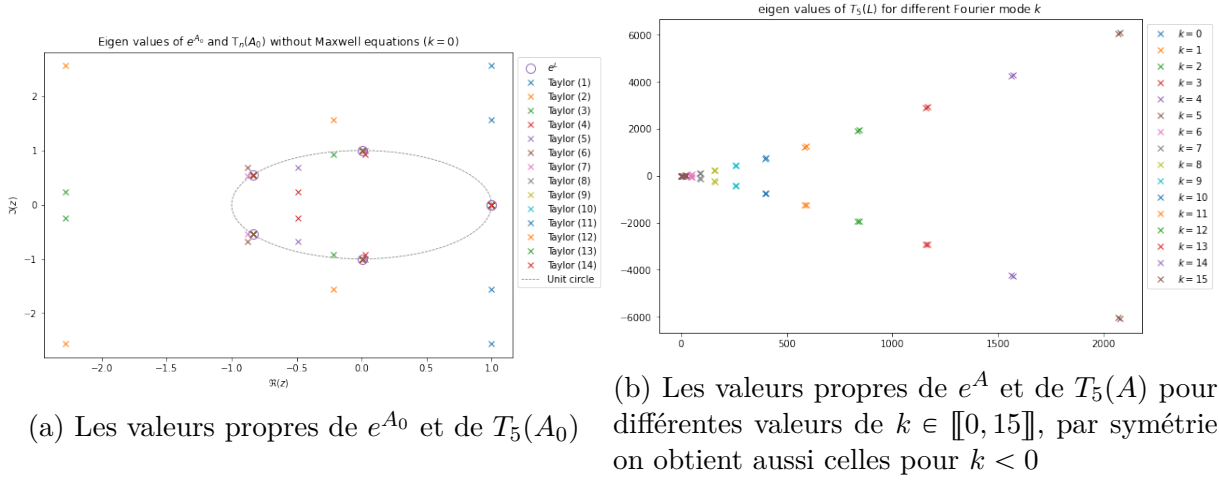 Eigen values of $e^{A_0}$ and $T_n(A_0)$ without Maxwell equations ($k = 0$)
2
1
0
−1
−2
ℑ(z)
−2.0
−1.5
−1.0
−0.5
0.0
0.5
1.0
ℜ(z)
$e^L$
Taylor (1)
Taylor (2)
Taylor (3)
Taylor (4)
Taylor (5)
Taylor (6)
Taylor (7)
Taylor (8)
Taylor (9)
Taylor (10)
Taylor (11)
Taylor (12)
Taylor (13)
Taylor (14)
Unit circle
(a) Les valeurs propres de $e^{A_0}$ et de $T_5(A_0)$
eigen values of $T_5(L)$ for different Fourier mode $k$
6000
4000
2000
0
−2000
−4000
−6000
0
500
1000
1500
2000
k = 0
k = 1
k = 2
k = 3
k = 4
k = 5
k = 6
k = 7
k = 8
k = 9
k = 10
k = 11
k = 12
k = 13
k = 14
k = 15
(b) Les valeurs propres de $e^A$ et de $T_5(A)$ pour
différentes valeurs de $k \in [\![0, 15]\!]$, par symétrie
on obtient aussi celles pour $k < 0$